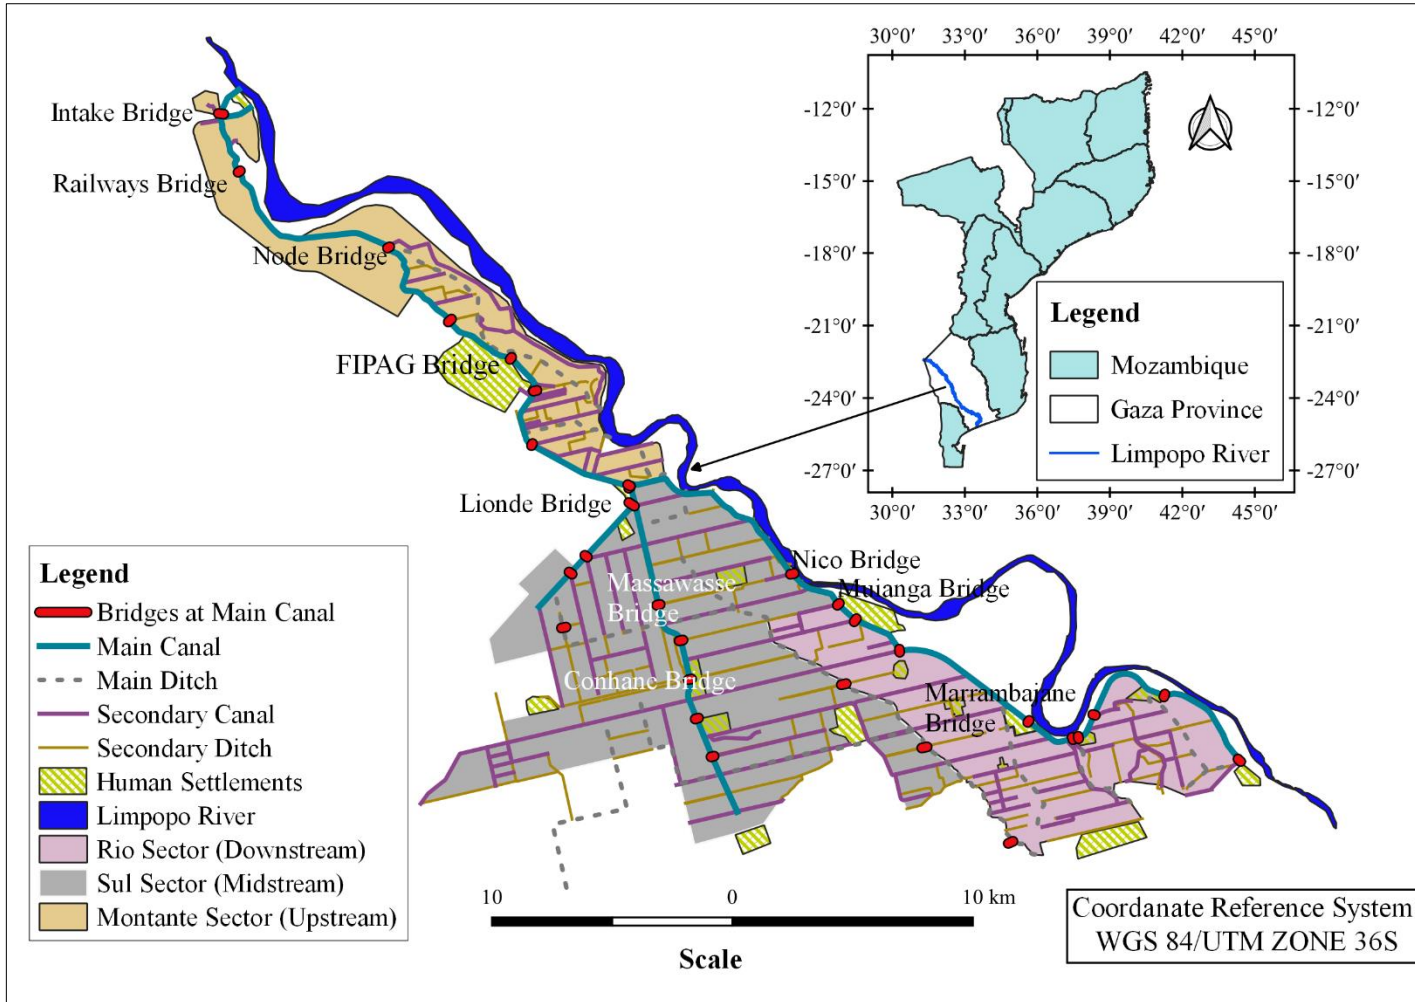 30°0′ 33°0′ 36°0′ 39°0′ 42°0′ 45°0′
-12°0′ -12°0′
-15°0′ -15°0′
-18°0′ -18°0′
-21°0′ -21°0′
-24°0′ -24°0′
-27°0′ -27°0′
30°0′ 33°0′ 36°0′ 39°0′ 42°0′ 45°0′
Legend
Mozambique
Gaza Province
Limpopo River
Intake Bridge
Railways Bridge
Node Bridge
FIPAG Bridge
Lionde Bridge
Nico Bridge
Massawasse
Bridge
Muianga Bridge
Conhane Bridge
Marrambajane
Bridge
Legend
Bridges at Main Canal
Main Canal
Main Ditch
Secondary Canal
Secondary Ditch
Human Settlements
Limpopo River
Rio Sector (Downstream)
Sul Sector (Midstream)
Montante Sector (Upstream)
10 0 10 km
Scale
Coordanate Reference System
WGS 84/UTM ZONE 36S